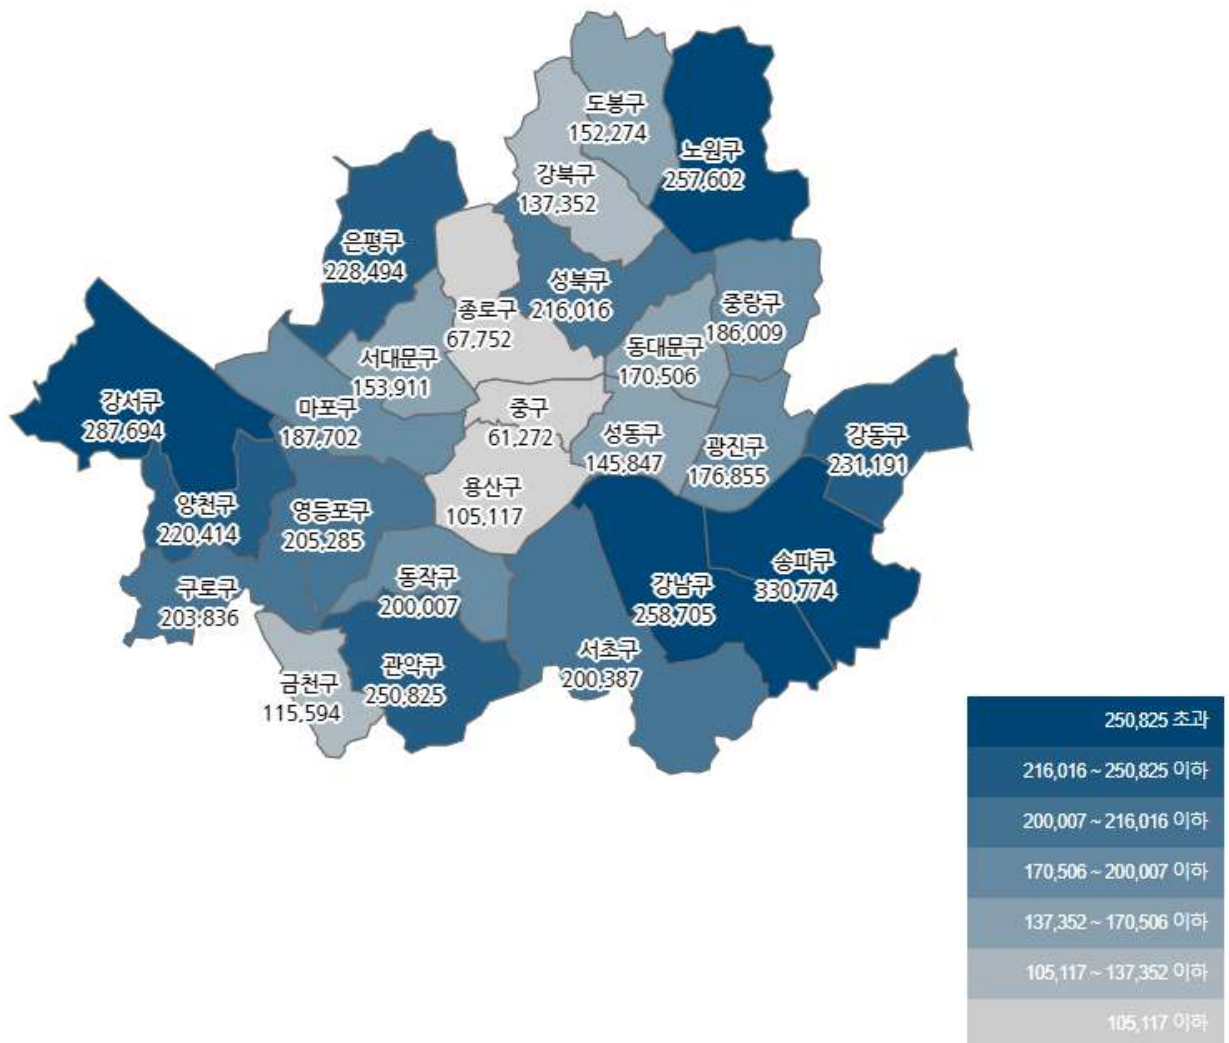 도봉구
152,274
노원구
257,602
강북구
137,352
은평구
228,494
성북구
216,016
종로구
67,752
중랑구
186,009
동대문구
170,506
서대문구
153,911
강서구
287,694
마포구
187,702
중구
61,272
성동구
145,847
광진구
176,855
강동구
231,191
양천구
220,414
영등포구
205,285
용산구
105,117
구로구
203,836
동작구
200,007
강남구
258,705
송파구
330,774
금천구
115,594
관악구
250,825
서초구
200,387
250,825 초과
216,016 ~ 250,825 이하
200,007 ~ 216,016 이하
170,506 ~ 200,007 이하
137,352 ~ 170,506 이하
105,117 ~ 137,352 이하
105,117 이하